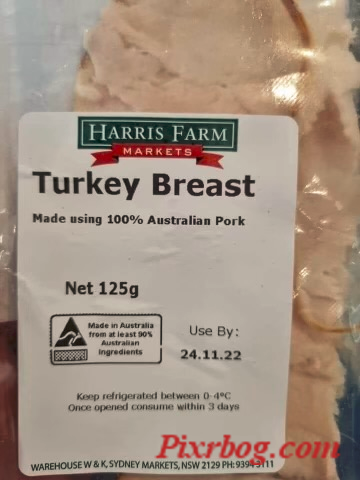 HARRIS FARM
MARKETS
Turkey Breast
Made using 100% Australian Pork
Net 125g
Made in Australia
from at least 90%
Australian
Ingredients
Use By:
24.11.22
Keep refrigerated between 0-4°C
Once opened consume within 3 days
Pixrbog.com
WAREHOUSE W & K, SYDNEY MARKETS, NSW 2129 PH: 9394 3111